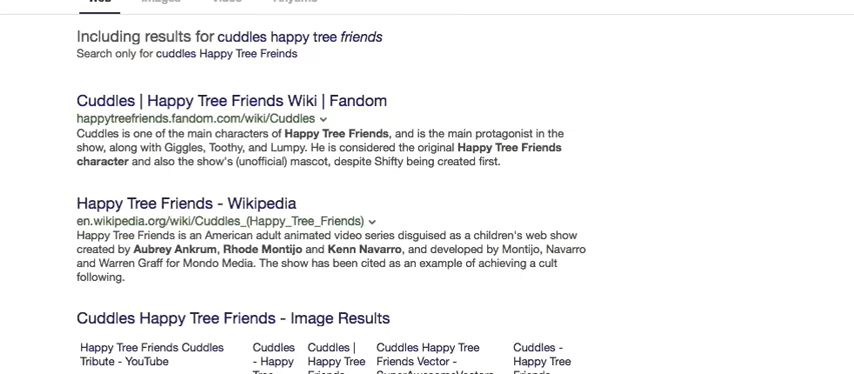 Web Images Video
Including results for cuddles happy tree friends
Search only for cuddles Happy Tree Freinds
Cuddles | Happy Tree Friends Wiki | Fandom
happytreefriends.fandom.com/wiki/Cuddles
Cuddles is one of the main characters of Happy Tree Friends, and is the main protagonist in the
show, along with Giggles, Toothy, and Lumpy. He is considered the original Happy Tree Friends
character and also the show's (unofficial) mascot, despite Shifty being created first.
Happy Tree Friends - Wikipedia
en.wikipedia.org/wiki/Cuddles_(Happy_Tree_Friends)
Happy Tree Friends is an American adult animated video series disguised as a children's web show
created by Aubrey Ankrum, Rhode Montijo and Kenn Navarro, and developed by Montijo, Navarro
and Warren Graff for Mondo Media. The show has been cited as an example of achieving a cult
following.
Cuddles Happy Tree Friends - Image Results
Happy Tree Friends Cuddles
Tribute - YouTube
Cuddles
- Happy
Cuddles |
Happy Tree
Cuddles Happy Tree
Friends Vector -
Cuddles -
Happy Tree